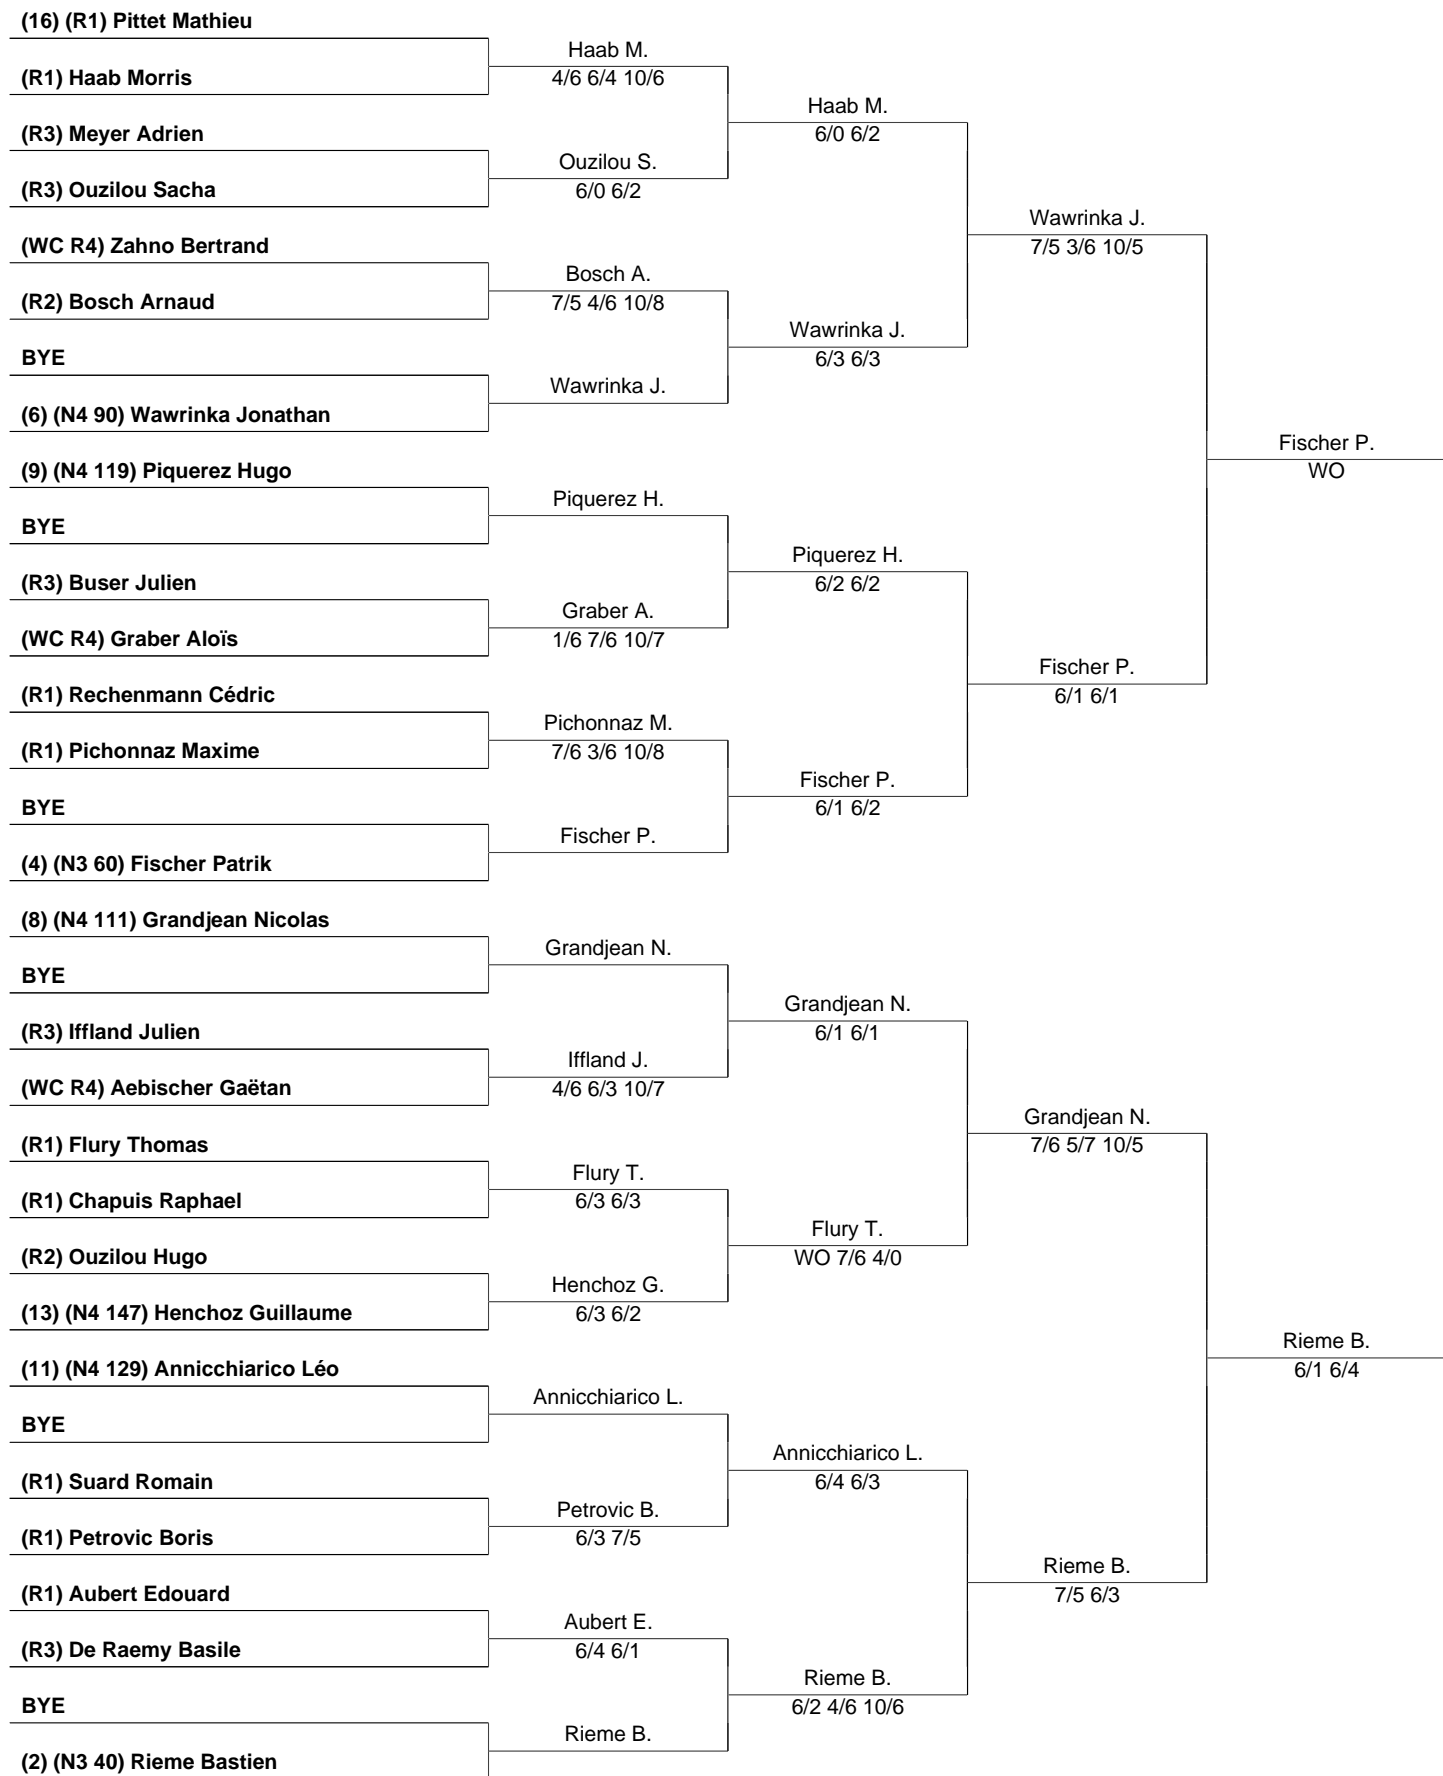 (16) (R1) Pittet Mathieu
Haab M.
(R1) Haab Morris
4/6 6/4 10/6
Haab M.
(R3) Meyer Adrien
6/0 6/2
Ouzilou S.
(R3) Ouzilou Sacha
6/0 6/2
Wawrinka J.
(WC R4) Zahno Bertrand
7/5 3/6 10/5
Bosch A.
(R2) Bosch Arnaud
7/5 4/6 10/8
Wawrinka J.
BYE
6/3 6/3
Wawrinka J.
(6) (N4 90) Wawrinka Jonathan
Fischer P.
(9) (N4 119) Piquerez Hugo
WO
Piquerez H.
BYE
Piquerez H.
(R3) Buser Julien
6/2 6/2
Graber A.
(WC R4) Graber Aloïs
1/6 7/6 10/7
Fischer P.
(R1) Rechenmann Cédric
6/1 6/1
Pichonnaz M.
(R1) Pichonnaz Maxime
7/6 3/6 10/8
Fischer P.
BYE
6/1 6/2
Fischer P.
(4) (N3 60) Fischer Patrik
(8) (N4 111) Grandjean Nicolas
Grandjean N.
BYE
Grandjean N.
(R3) Iffland Julien
6/1 6/1
Iffland J.
(WC R4) Aebischer Gaëtan
4/6 6/3 10/7
Grandjean N.
(R1) Flury Thomas
7/6 5/7 10/5
Flury T.
(R1) Chapuis Raphael
6/3 6/3
Flury T.
(R2) Ouzilou Hugo
WO 7/6 4/0
Henchoz G.
(13) (N4 147) Henchoz Guillaume
6/3 6/2
Rieme B.
(11) (N4 129) Annicchiarico Léo
6/1 6/4
Annicchiarico L.
BYE
Annicchiarico L.
(R1) Suard Romain
6/4 6/3
Petrovic B.
(R1) Petrovic Boris
6/3 7/5
Rieme B.
(R1) Aubert Edouard
7/5 6/3
Aubert E.
(R3) De Raemy Basile
6/4 6/1
Rieme B.
BYE
6/2 4/6 10/6
Rieme B.
(2) (N3 40) Rieme Bastien